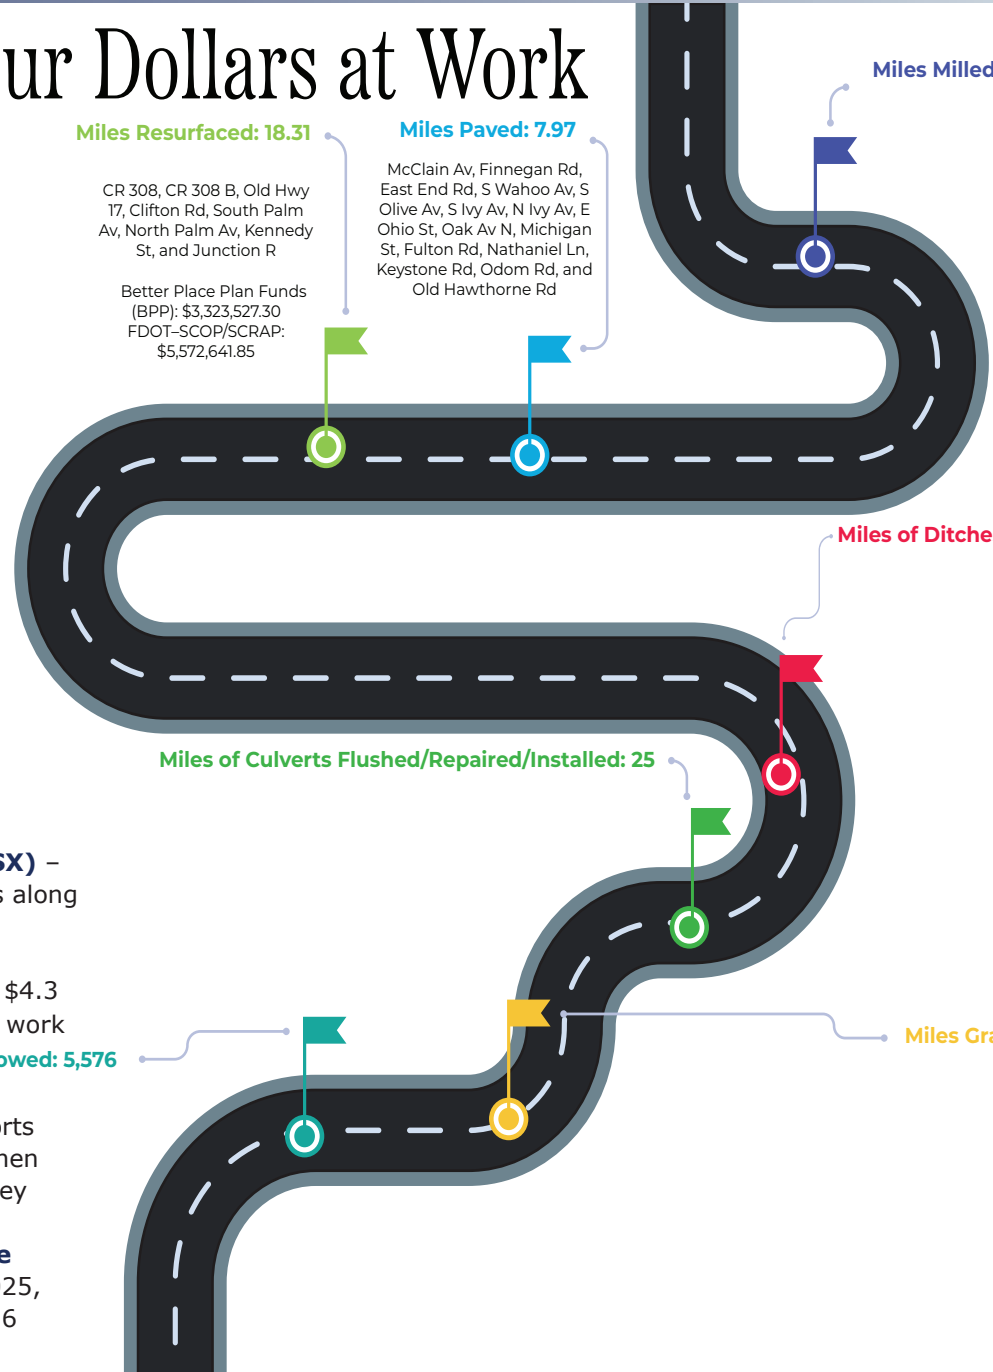 ur Dollars at Work
Miles Milled
Miles Resurfaced: 18.31
CR 308, CR 308 B, Old Hwy
17, Clifton Rd, South Palm
Av, North Palm Av, Kennedy
St, and Junction R
Better Place Plan Funds
(BPP): $3,323,527.30
FDOT–SCOP/SCRAP:
$5,572,641.85
Miles Paved: 7.97
McClain Av, Finnegan Rd,
East End Rd, S Wahoo Av, S
Olive Av, S Ivy Av, N Ivy Av, E
Ohio St, Oak Av N, Michigan
St, Fulton Rd, Nathaniel Ln,
Keystone Rd, Odom Rd, and
Old Hawthorne Rd
Miles of Ditche
Miles of Culverts Flushed/Repaired/Installed: 25
SX) –
s along
$4.3
work
owed: 5,576
Miles Gra
orts
hen
ey
e
25,
6